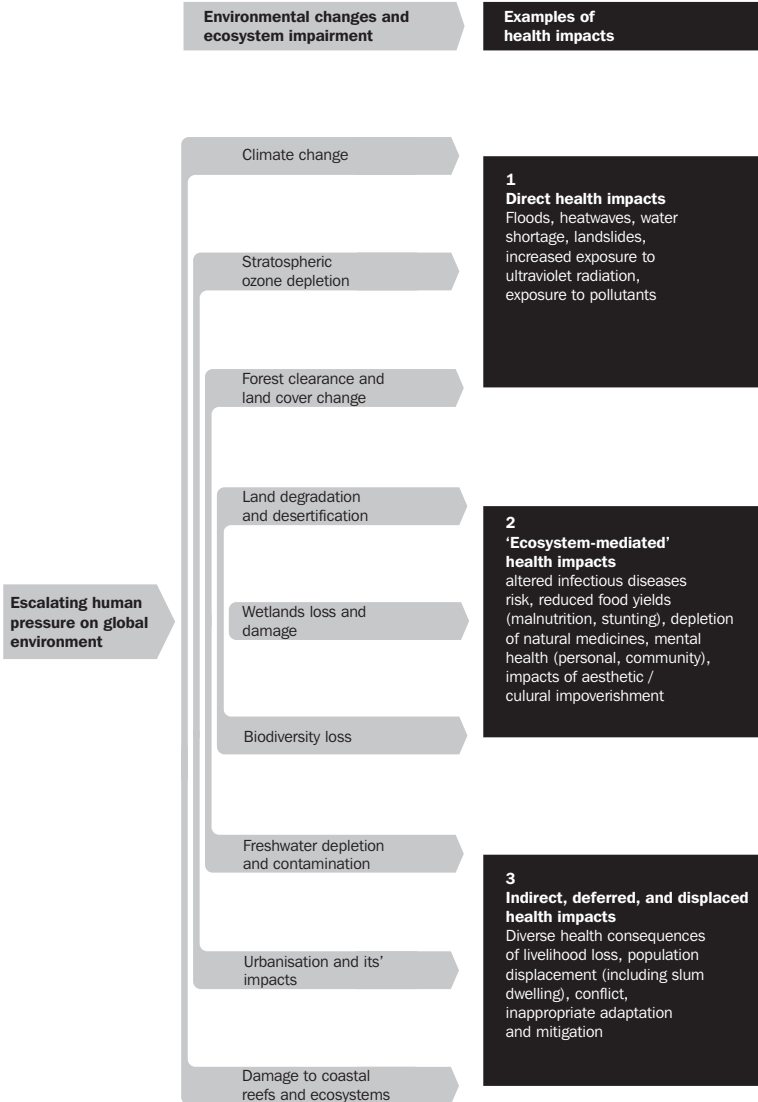 Environmental changes and
ecosystem impairment
Examples of
health impacts
Climate change
Stratospheric
ozone depletion
Forest clearance and
land cover change
Land degradation
and desertification
Wetlands loss and
damage
Biodiversity loss
Freshwater depletion
and contamination
Urbanisation and its’
impacts
Damage to coastal
reefs and ecosystems
Escalating human
pressure on global
environment
1
Direct health impacts
Floods, heatwaves, water
shortage, landslides,
increased exposure to
ultraviolet radiation,
exposure to pollutants
2
‘Ecosystem-mediated’
health impacts
altered infectious diseases
risk, reduced food yields
(malnutrition, stunting), depletion
of natural medicines, mental
health (personal, community),
impacts of aesthetic /
culural impoverishment
3
Indirect, deferred, and displaced
health impacts
Diverse health consequences
of livelihood loss, population
displacement (including slum
dwelling), conflict,
inappropriate adaptation
and mitigation